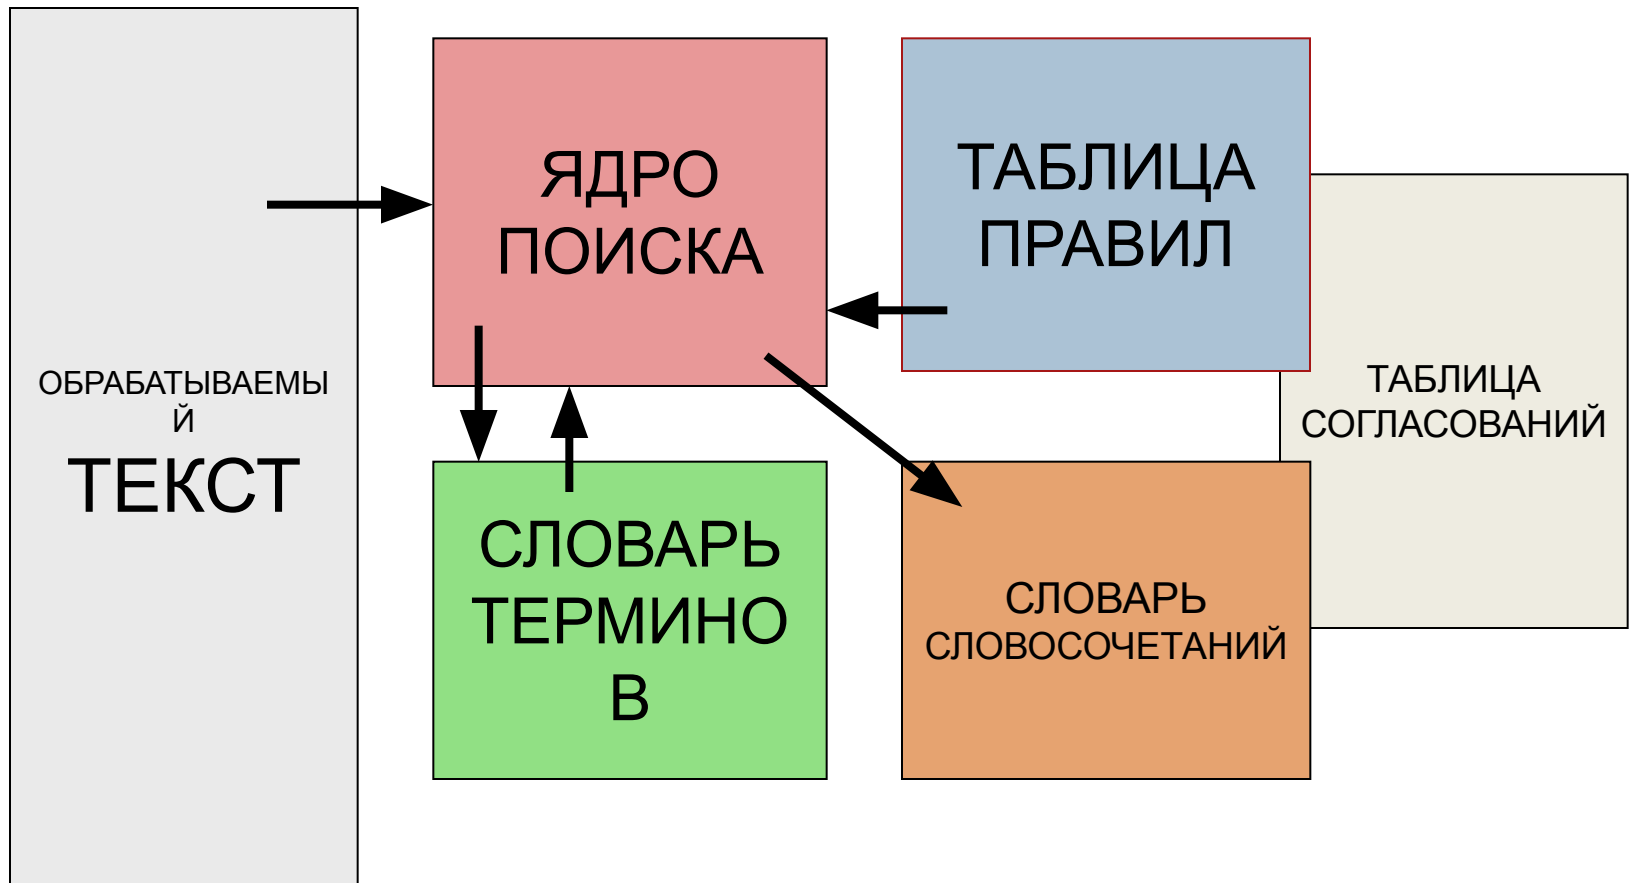 ОБРАБАТЫВАЕМЫ
Й
ТЕКСТ
ЯДРО
ПОИСКА
ТАБЛИЦА
ПРАВИЛ
ТАБЛИЦА
СОГЛАСОВАНИЙ
СЛОВАРЬ
ТЕРМИНО
В
СЛОВАРЬ
СЛОВОСОЧЕТАНИЙ